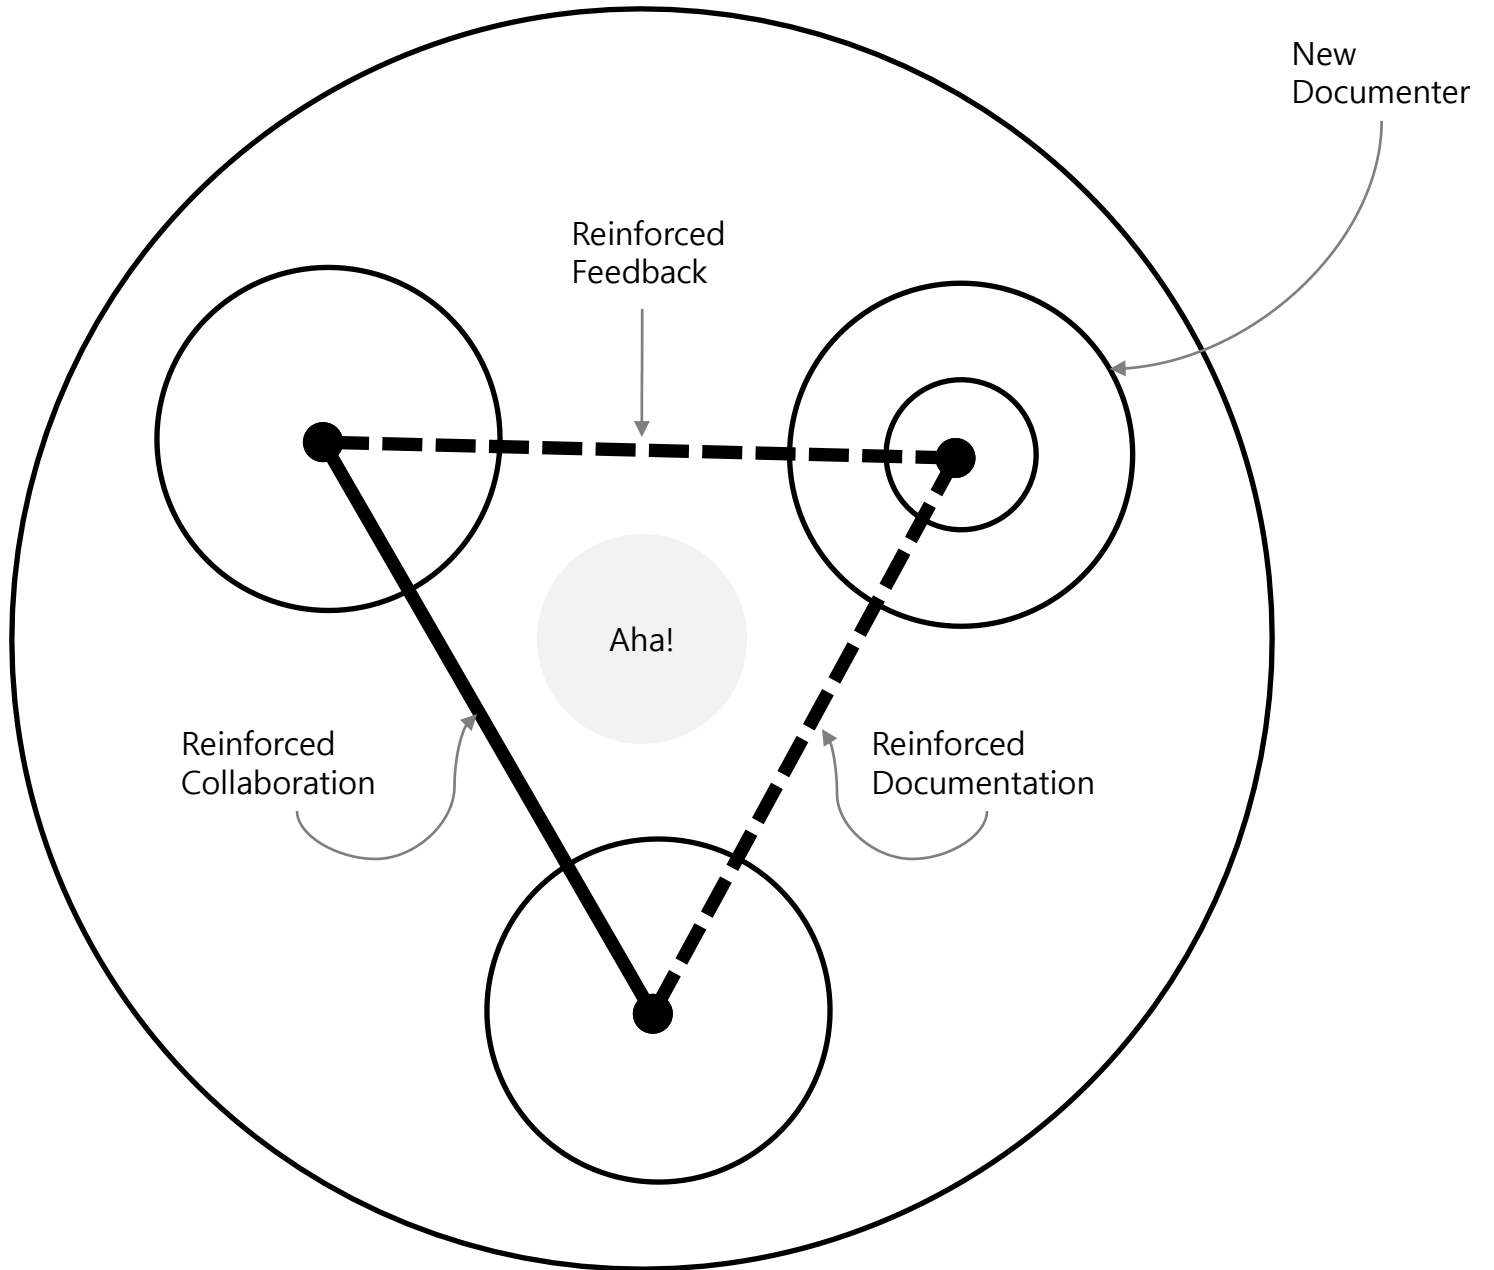 New
Documenter
Reinforced
Feedback
Aha!
Reinforced
Collaboration
Reinforced
Documentation